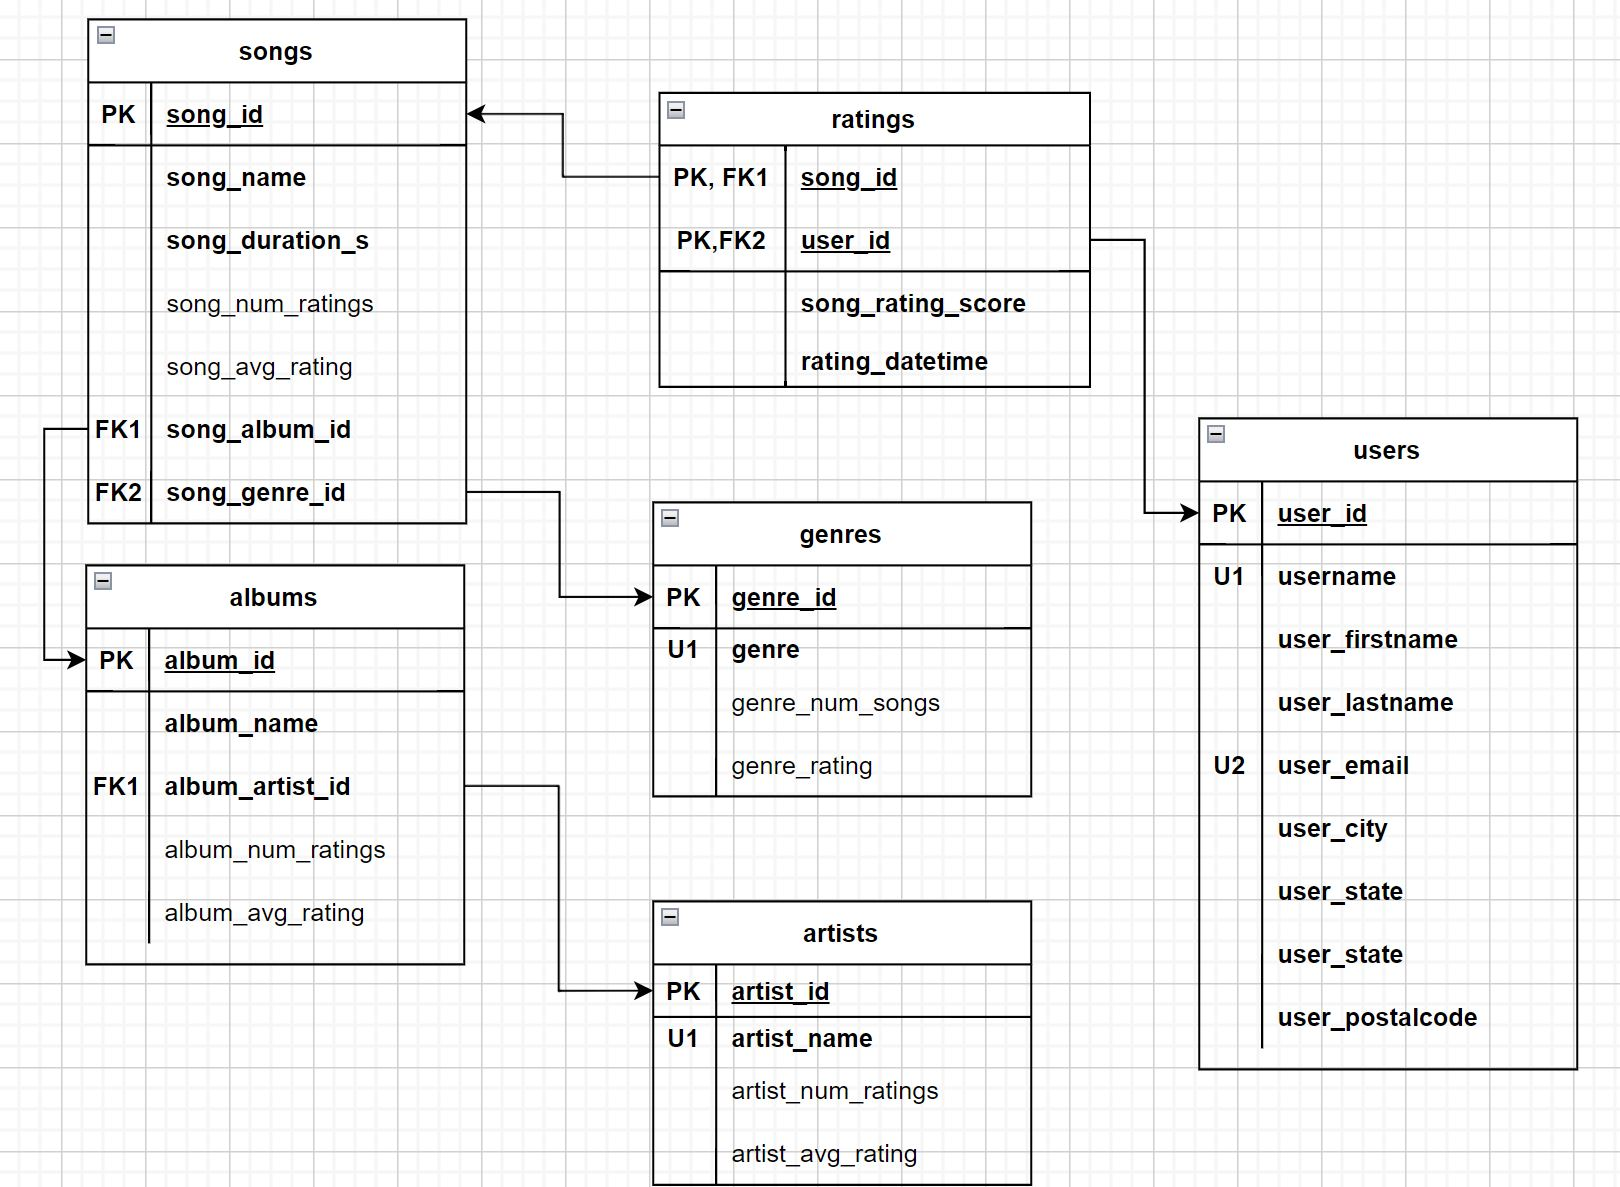 songs
PK song_id
song_name
song_duration_s
song_num_ratings
song_avg_rating
FK1 song_album_id
FK2 song_genre_id
ratings
PK, FK1 song_id
PK,FK2 user_id
song_rating_score
rating_datetime
users
PK user_id
U1 username
user_firstname
user_lastname
U2 user_email
user_city
user_state
user_state
user_postalcode
genres
PK genre_id
U1 genre
genre_num_songs
genre_rating
albums
PK album_id
album_name
FK1 album_artist_id
album_num_ratings
album_avg_rating
artists
PK artist_id
U1 artist_name
artist_num_ratings
artist_avg_rating